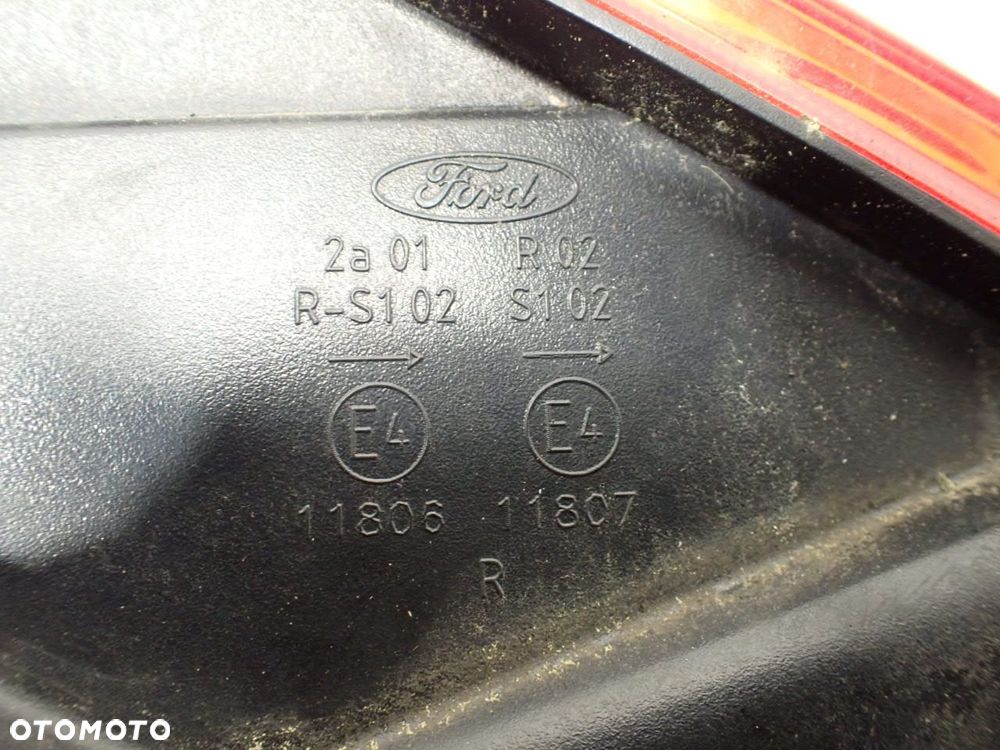 Ford
2a 01 R 02
R-S1 02 S1 02
E4 E4
11806 11807
R
OTOMOTO